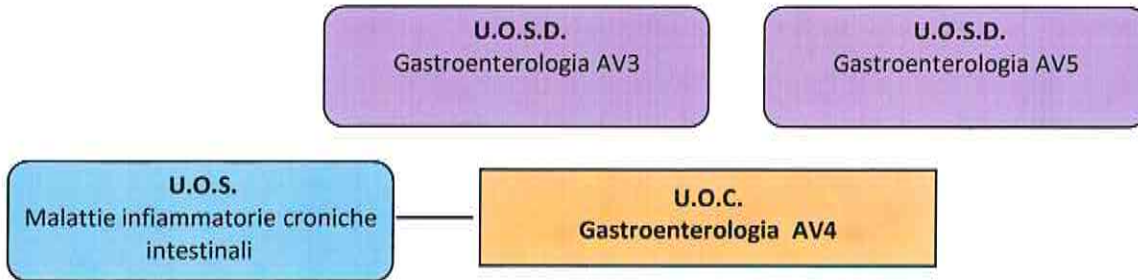 U.O.S.D.
Gastroenterologia AV3
U.O.S.D.
Gastroenterologia AV5
U.O.S.
Malattie infiammatorie croniche
intestinali
U.O.C.
Gastroenterologia AV4